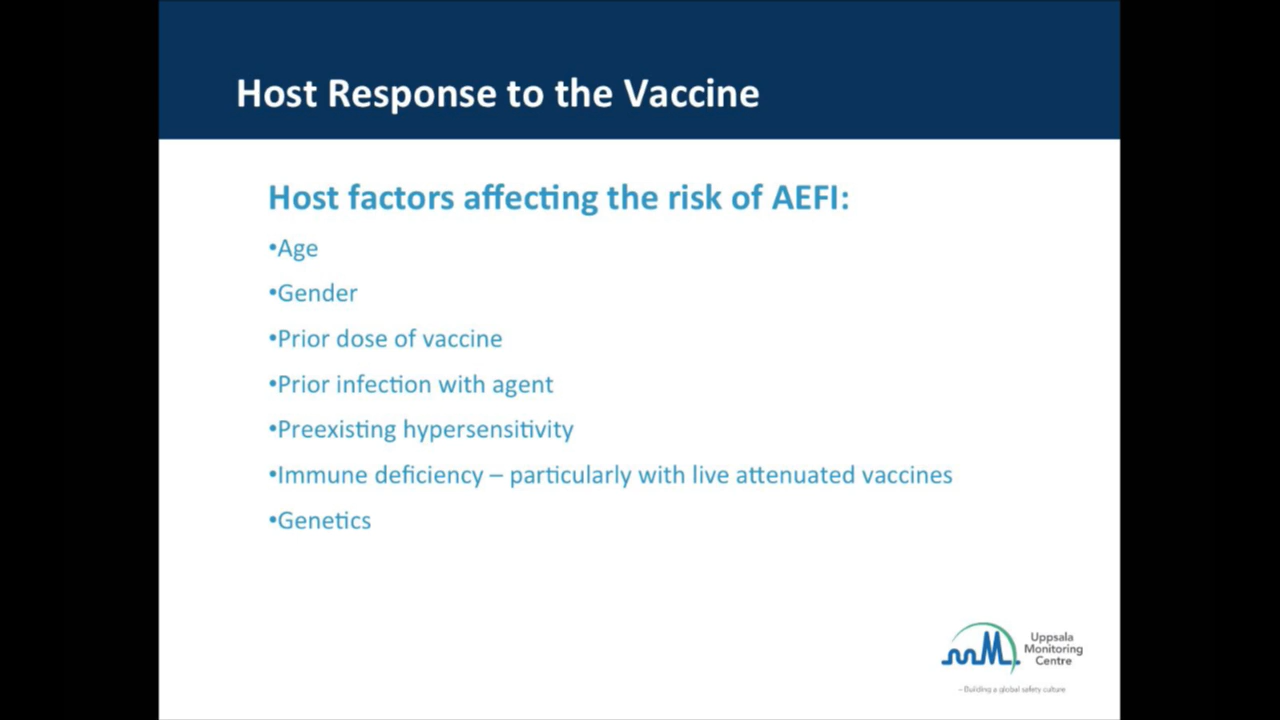 Host Response to the Vaccine
Host factors affecting the risk of AEFI:
•Age
•Gender
•Prior dose of vaccine
•Prior infection with agent
•Preexisting hypersensitivity
•Immune deficiency – particularly with live attenuated vaccines
•Genetics
Uppsala
Monitoring
Centre
– Building a global safety culture